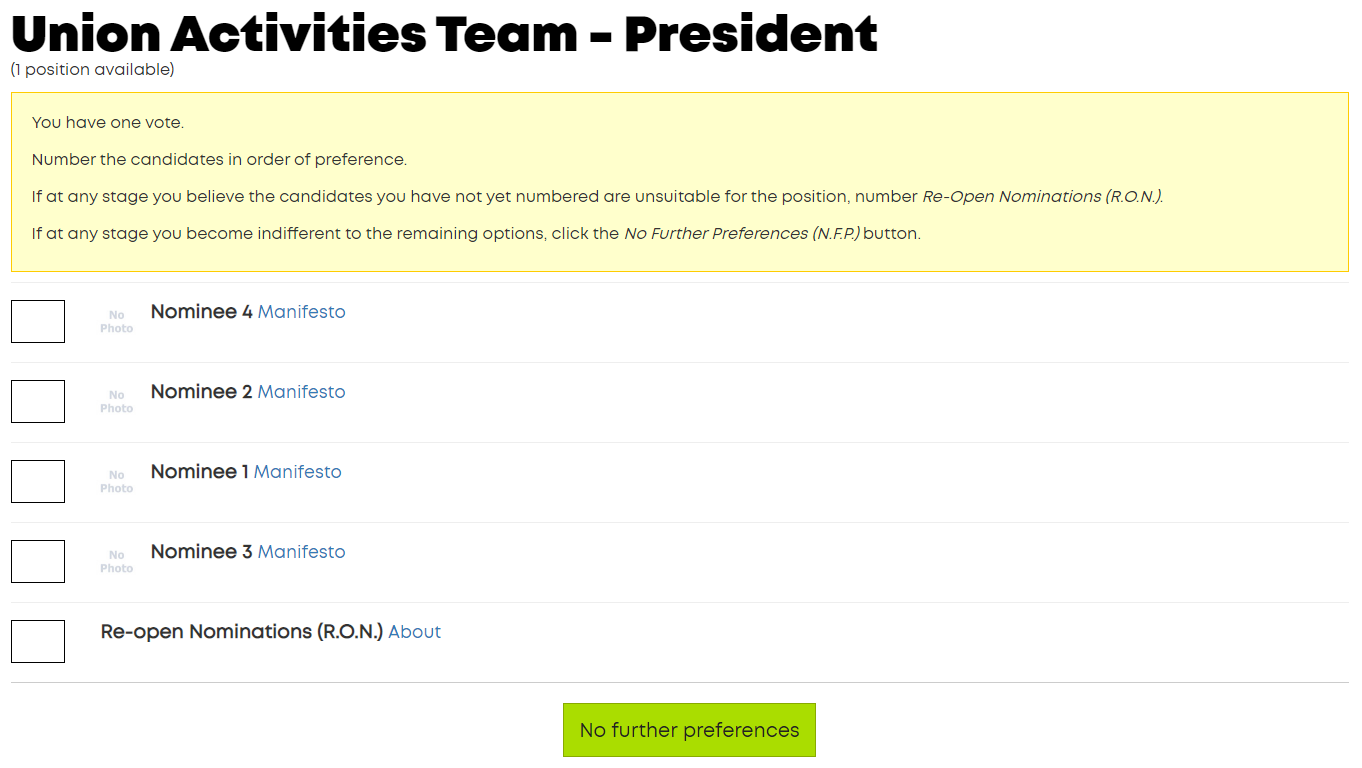 Union Activities Team - President
(1 position available)
You have one vote.
Number the candidates in order of preference.
If at any stage you believe the candidates you have not yet numbered are unsuitable for the position, number Re-Open Nominations (R.O.N.).
If at any stage you become indifferent to the remaining options, click the No Further Preferences (N.F.P.) button.
No
Photo
Nominee 4 Manifesto
No
Photo
Nominee 2 Manifesto
No
Photo
Nominee 1 Manifesto
No
Photo
Nominee 3 Manifesto
Re-open Nominations (R.O.N.) About
No further preferences